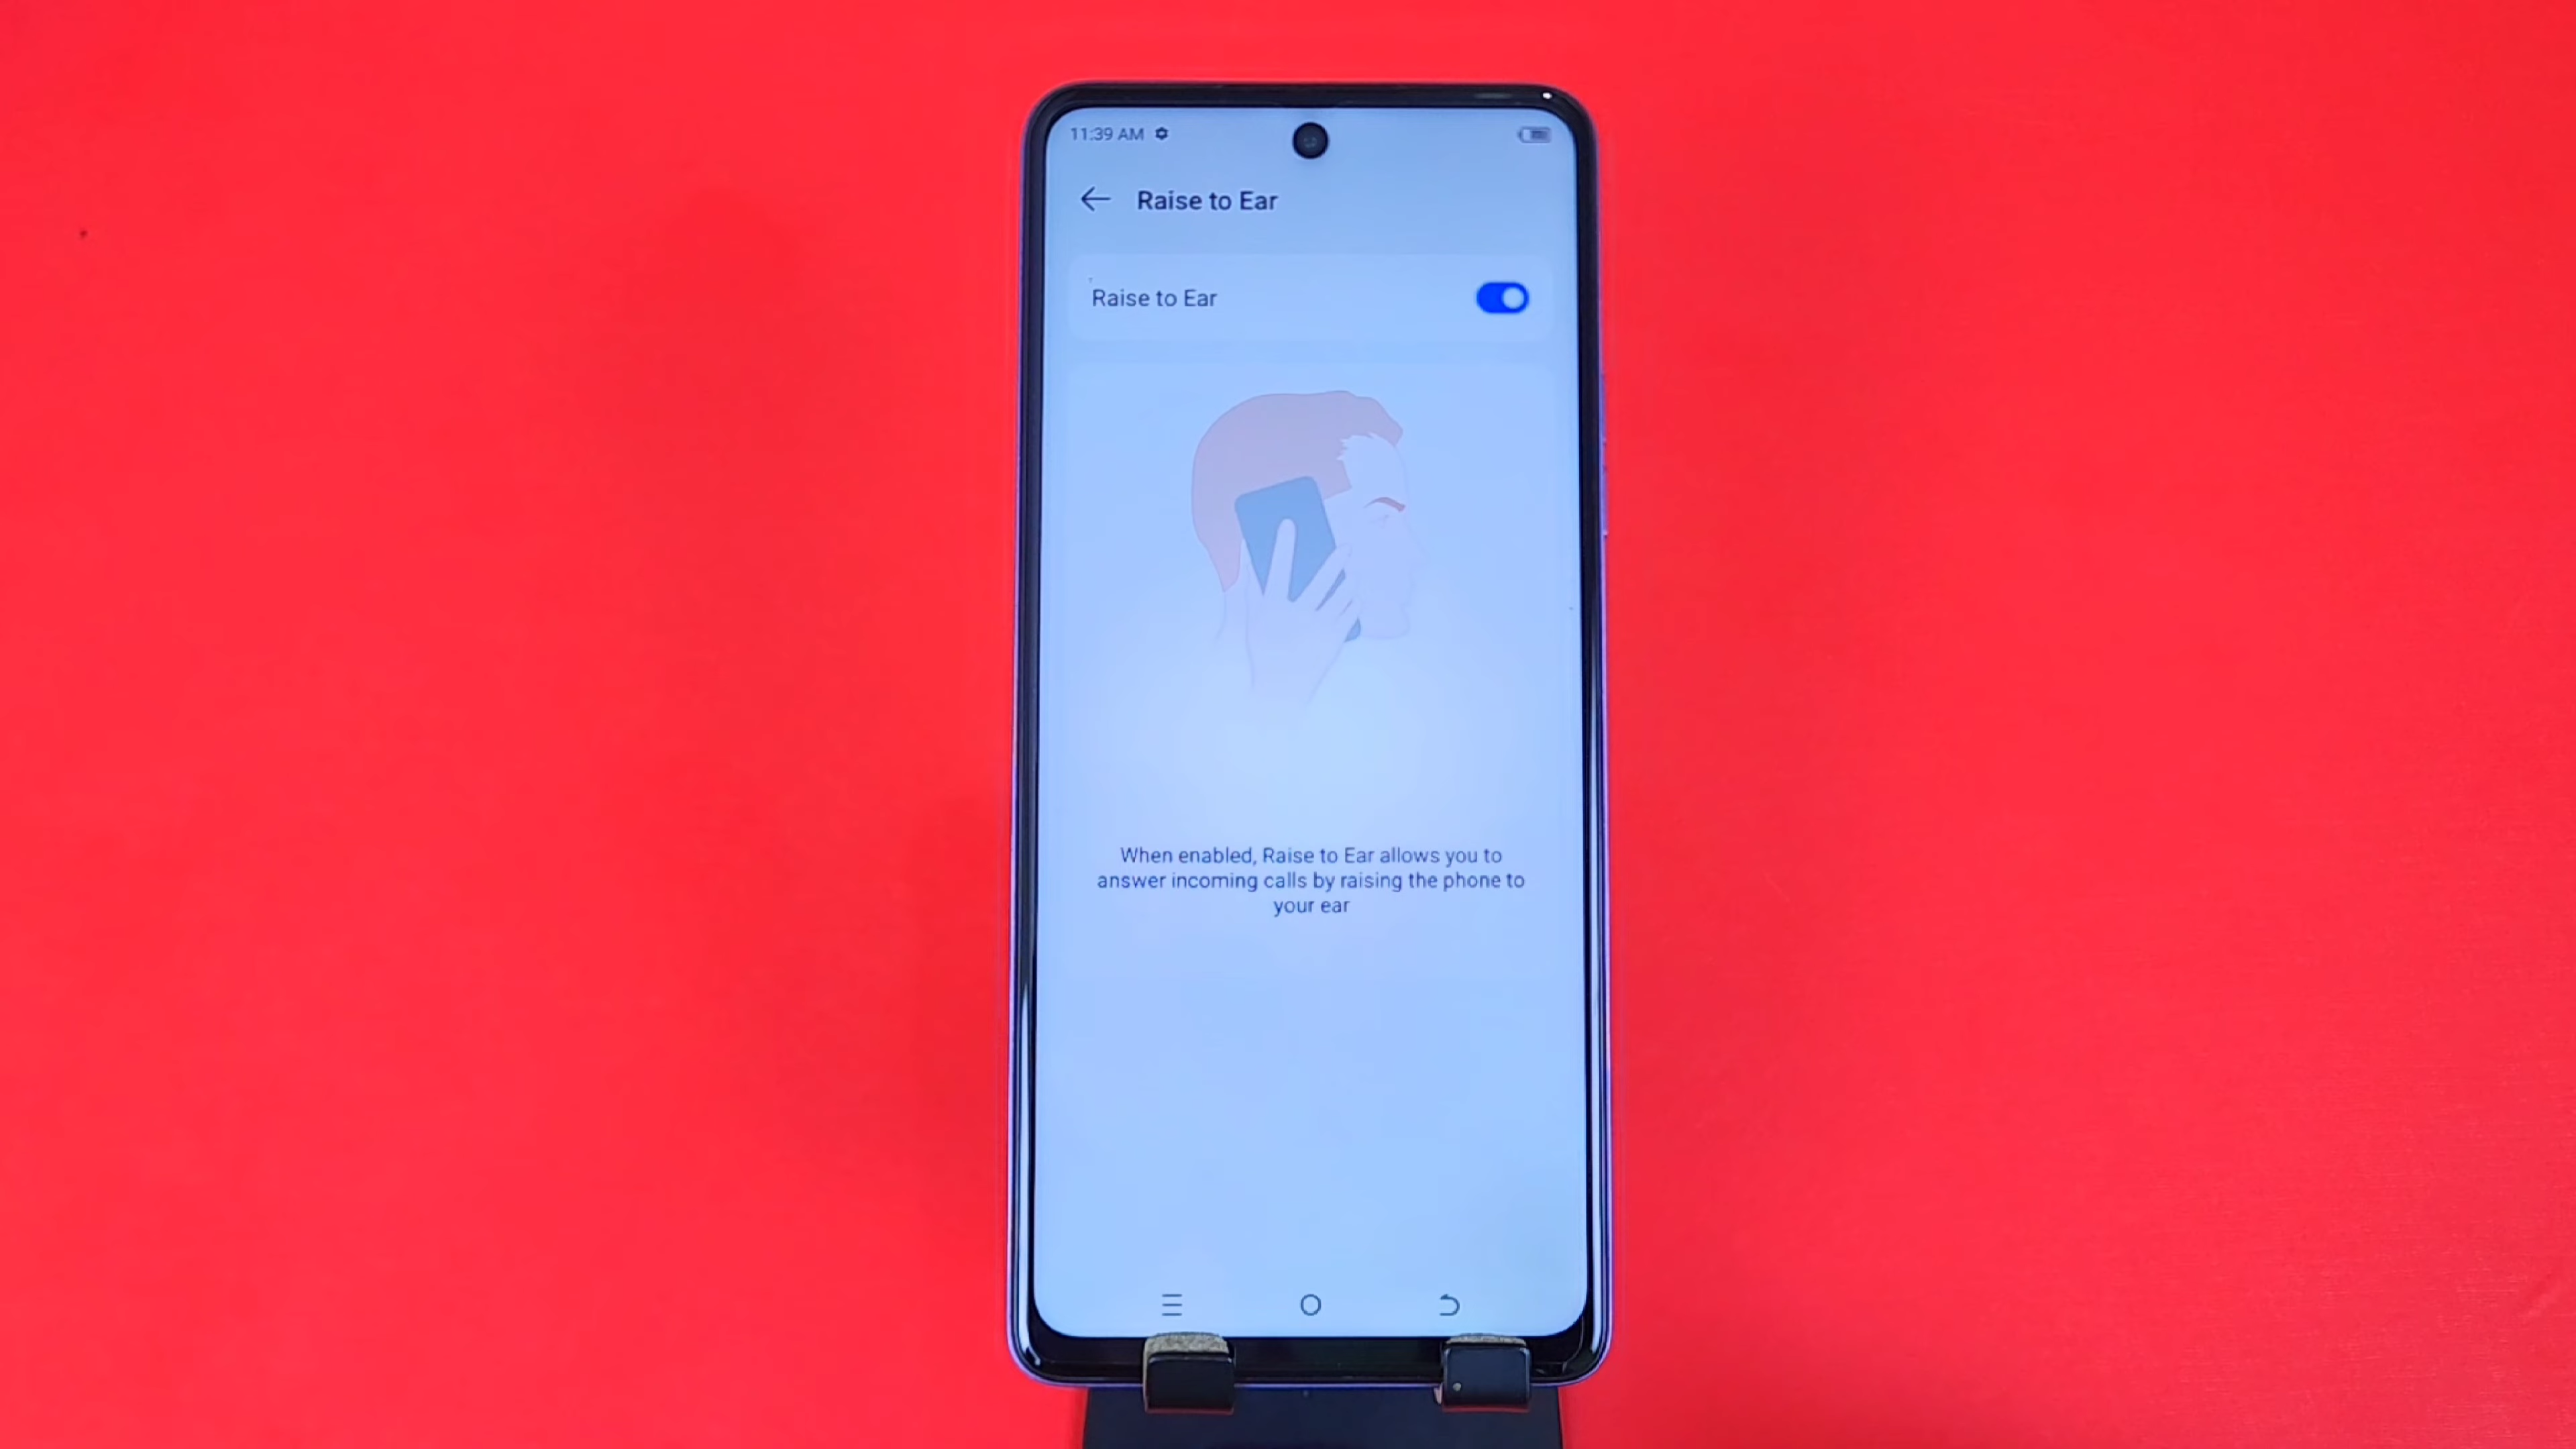 11:39 AM
Raise to Ear
Raise to Ear
When enabled, Raise to Ear allows you to
answer incoming calls by raising the phone to
your ear